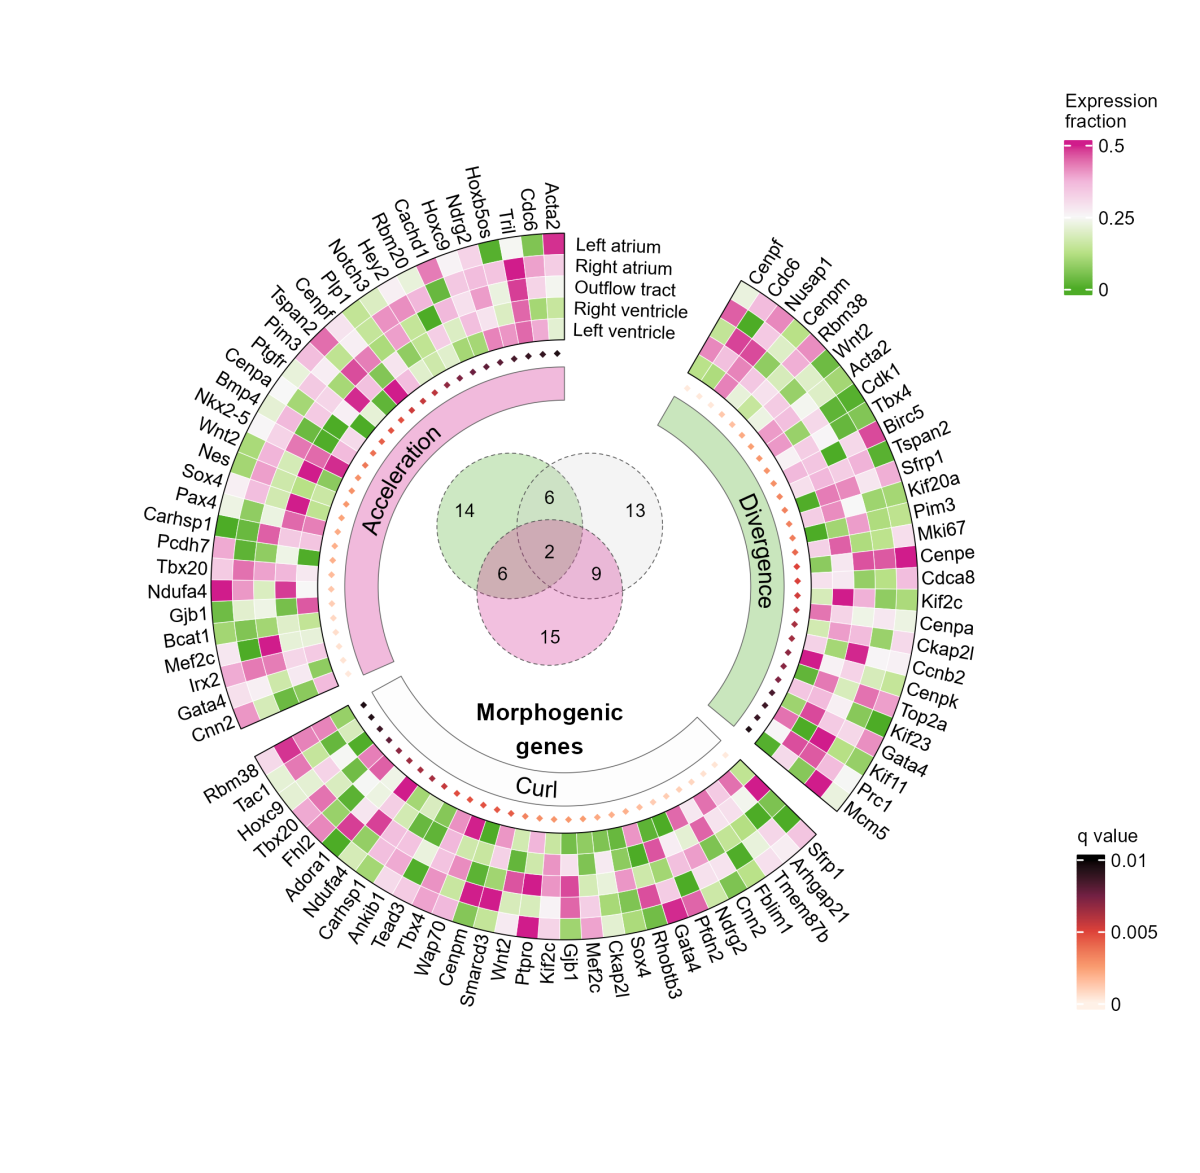 Expression
fraction
0.5
0.25
0
q value
0.01
0.005
0
Left atrium
Right atrium
Outflow tract
Right ventricle
Left ventricle
Acta2
Cdc6
Tril
Hoxb5os
Ndrg2
Hoxc9
Cachd1
Rbm20
Hey2
Notch3
Plp1
Cenpf
Tspan2
Pim3
Ptgfr
Cenpa
Bmp4
Nkx2-5
Wnt2
Nes
Sox4
Pax4
Carhsp1
Pcdh7
Tbx20
Ndufa4
Gjb1
Bcat1
Mef2c
Irx2
Gata4
Cnn2
Cenpf
Cdc6
Nusap1
Cenpm
Rbm38
Wnt2
Acta2
Cdk1
Tbx4
Birc5
Tspan2
Sfrp1
Kif20a
Pim3
Mki67
Cenpe
Cdca8
Kif2c
Cenpa
Ckap2l
Ccnb2
Cenpk
Top2a
Kif23
Gata4
Kif11
Prc1
Mcm5
Sfrp1
Arhgap21
Tmem87b
Fblim1
Cnn2
Ndrg2
Pfdn2
Gata4
Rhobtb3
Sox4
Ckap2l
Mef2c
Gjb1
Kif2c
Ptpro
Wnt2
Smarcd3
Cenpm
Wap70
Tbx4
Tead3
Ankib1
Carhsp1
Ndufa4
Adora1
Fhl2
Tbx20
Hoxc9
Tac1
Rbm38
Acceleration
Divergence
Curl
14
6
13
2
6
9
15
Morphogenic
genes